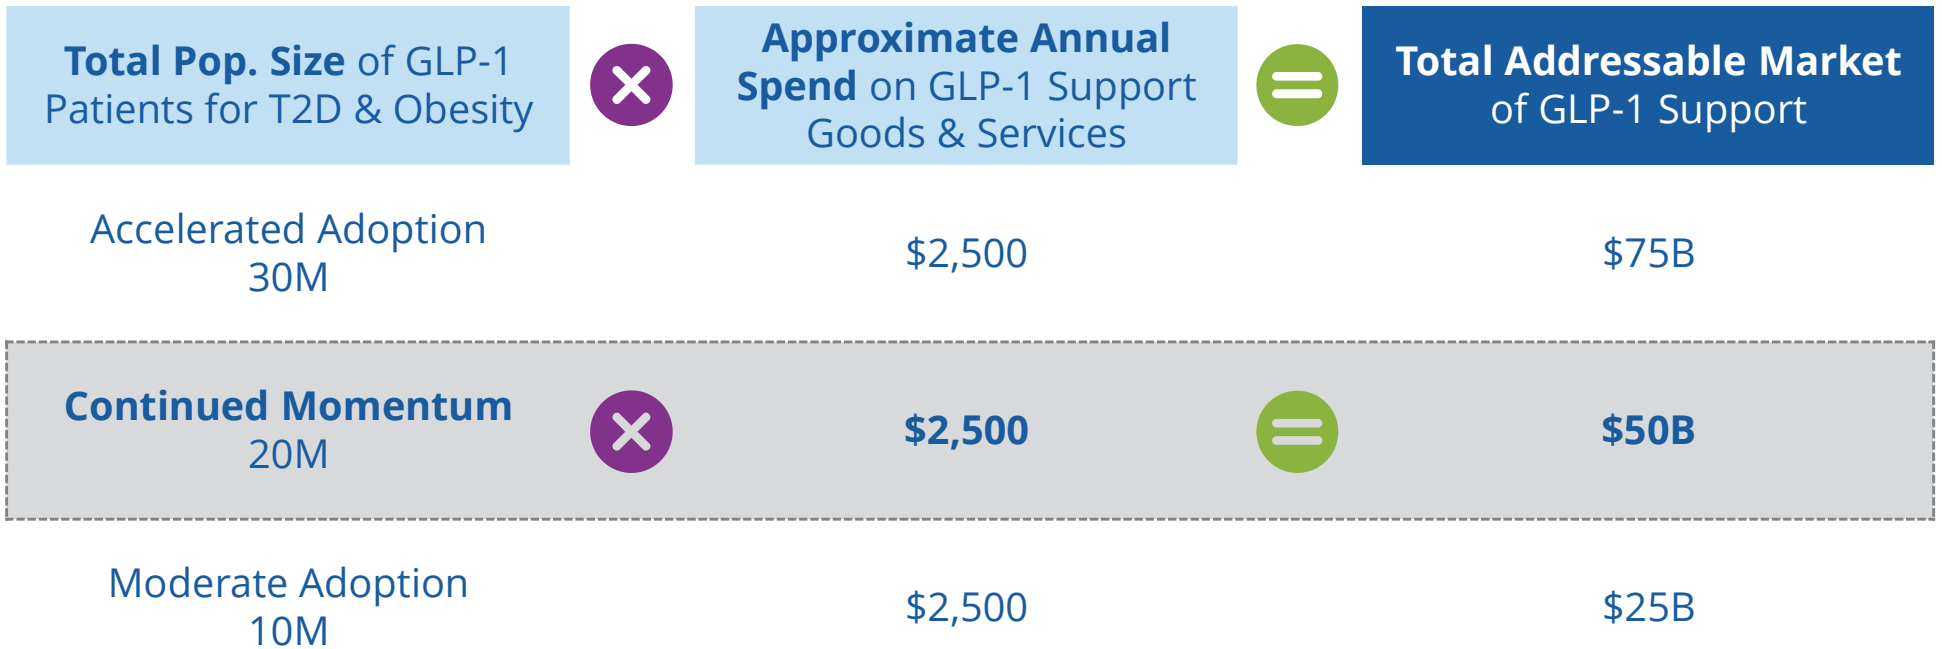 Total Pop. Size of GLP-1
Patients for T2D & Obesity
Approximate Annual
Spend on GLP-1 Support
Goods & Services
Total Addressable Market
of GLP-1 Support
Accelerated Adoption
30M
$2,500
$75B
Continued Momentum
20M
$2,500
$50B
Moderate Adoption
10M
$2,500
$25B